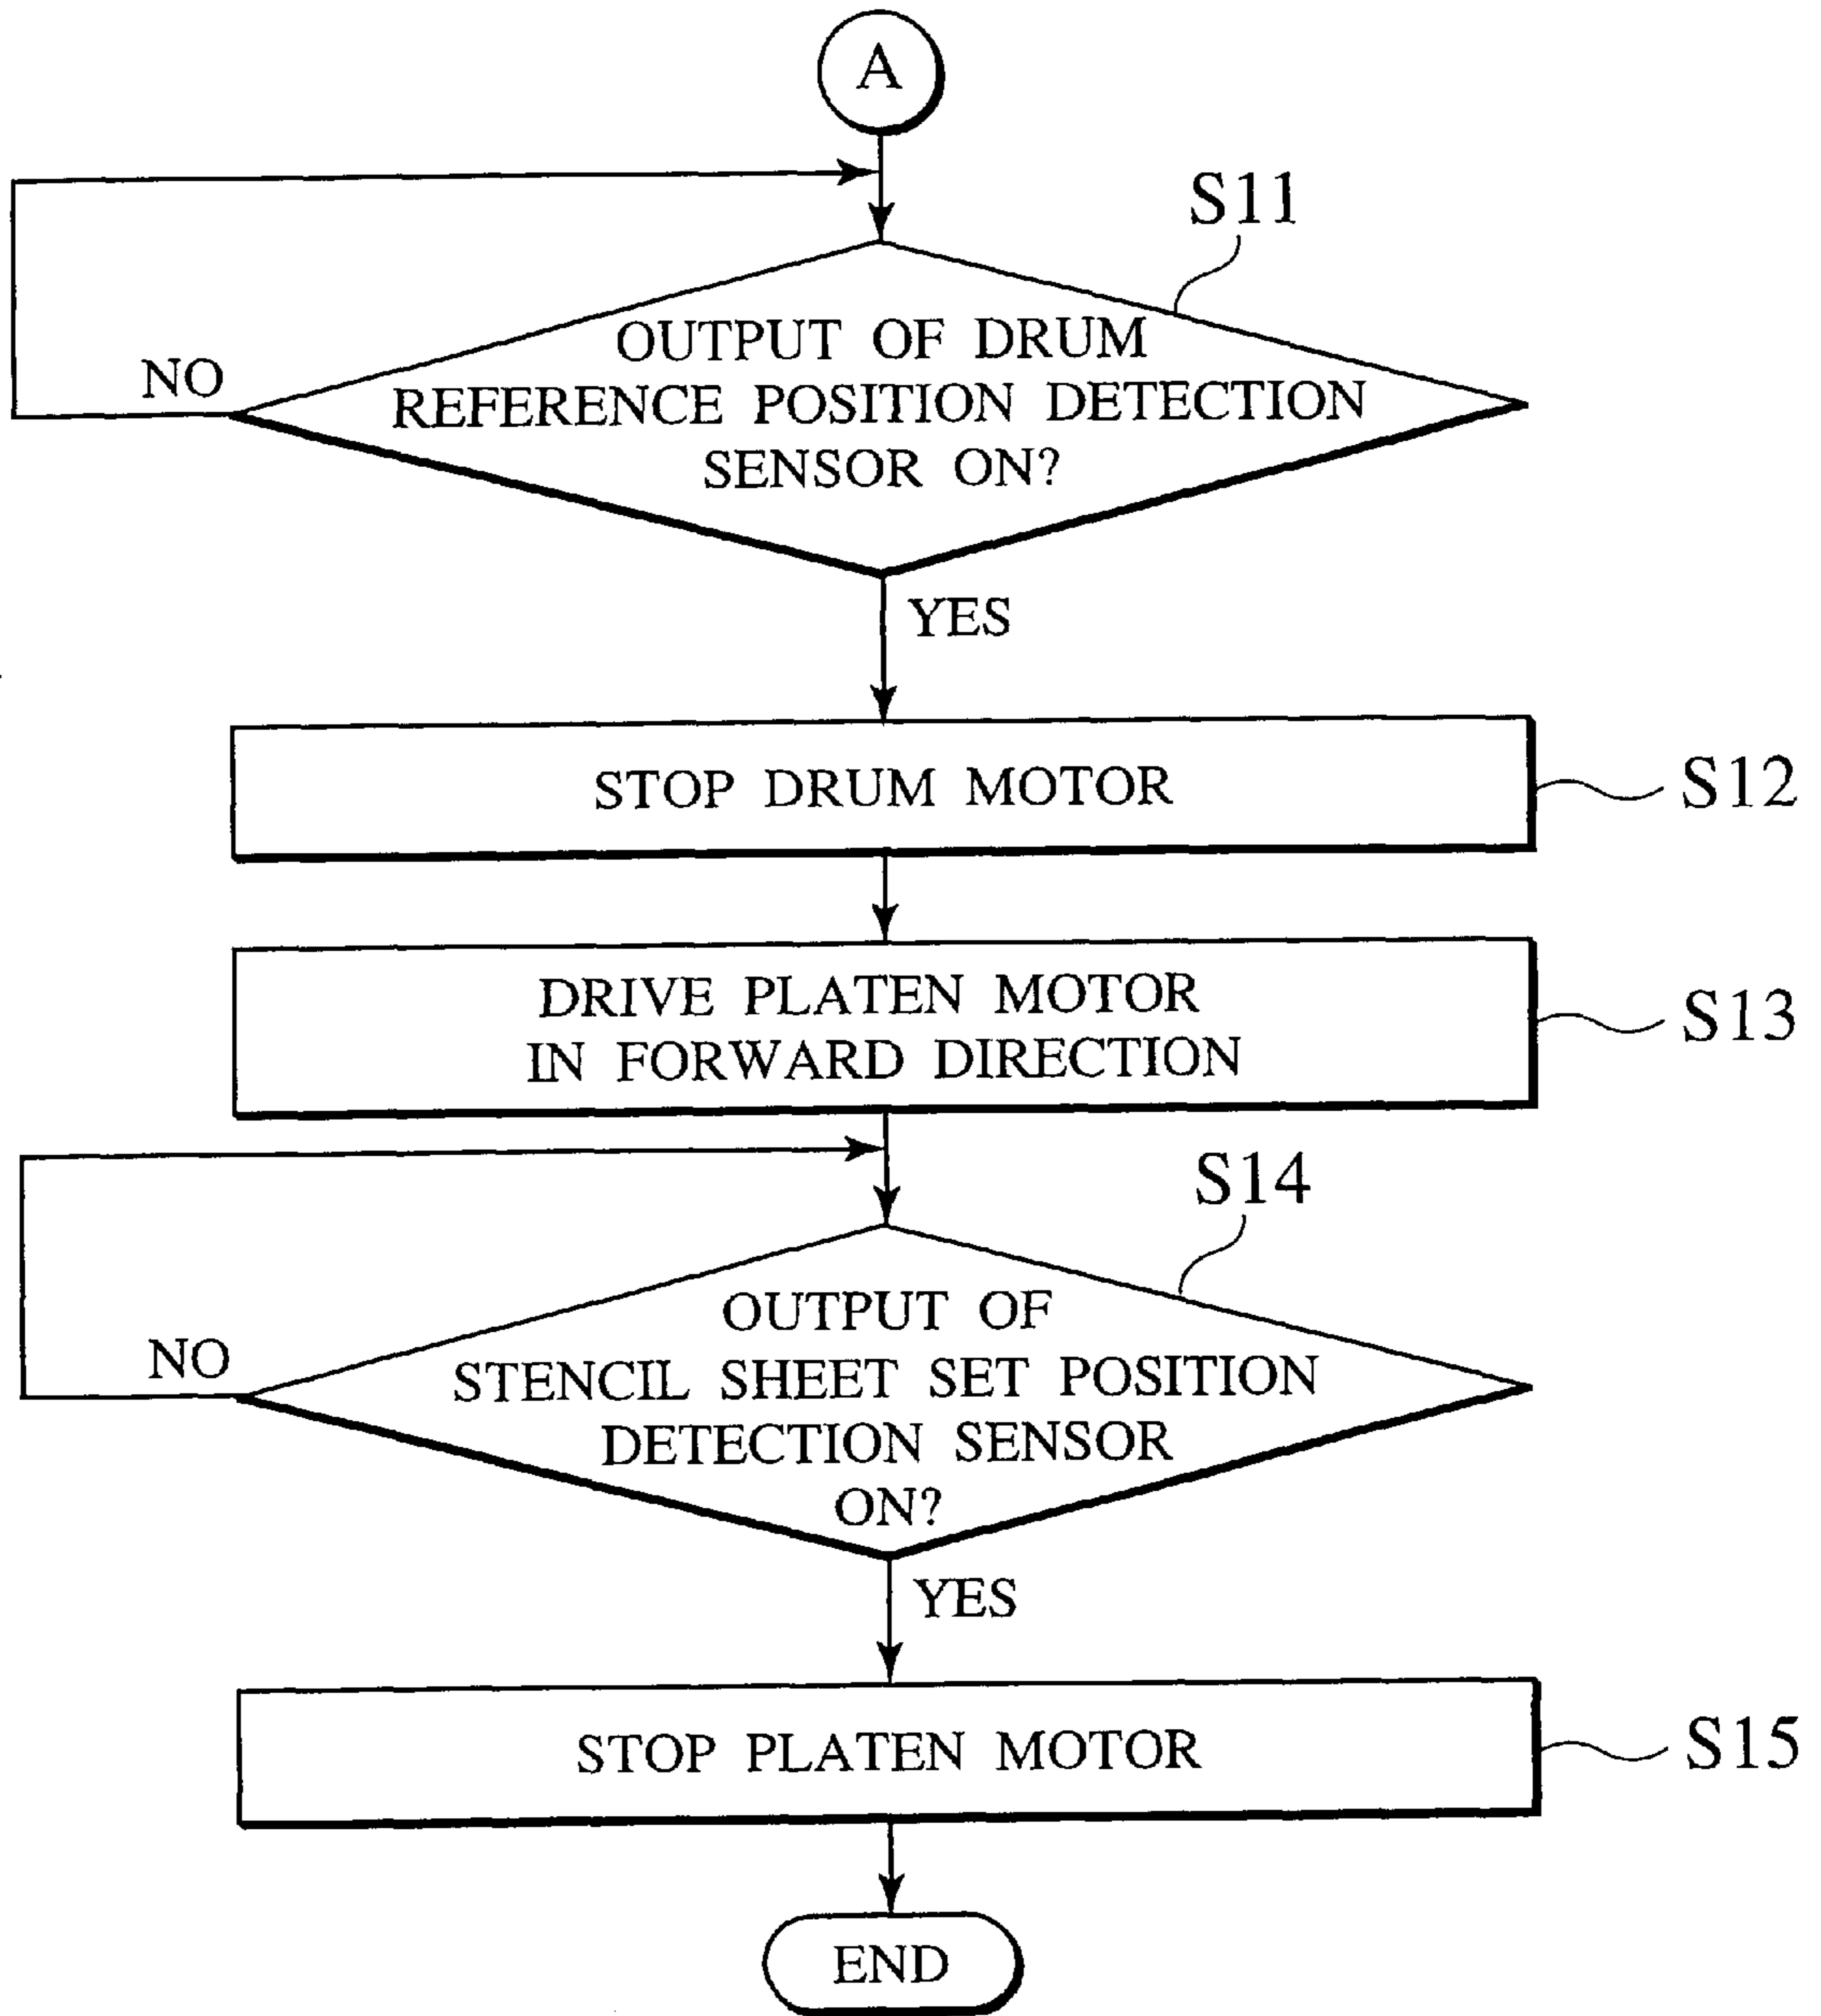 A
S11
OUTPUT OF DRUM
REFERENCE POSITION DETECTION
SENSOR ON?
NO
YES
STOP DRUM MOTOR
S12
DRIVE PLATEN MOTOR
IN FORWARD DIRECTION
S13
S14
OUTPUT OF
STENCIL SHEET SET POSITION
DETECTION SENSOR
ON?
NO
YES
STOP PLATEN MOTOR
S15
END